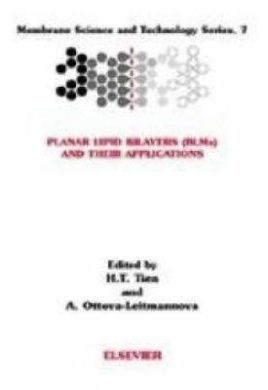 Membrane Science and Technology Series, 7
PLANAR LIPID BILAYERS (BLMs)
AND THEIR APPLICATIONS
Edited by
H.T. Tien
and
A. Ottova-Leitmannova
ELSEVIER